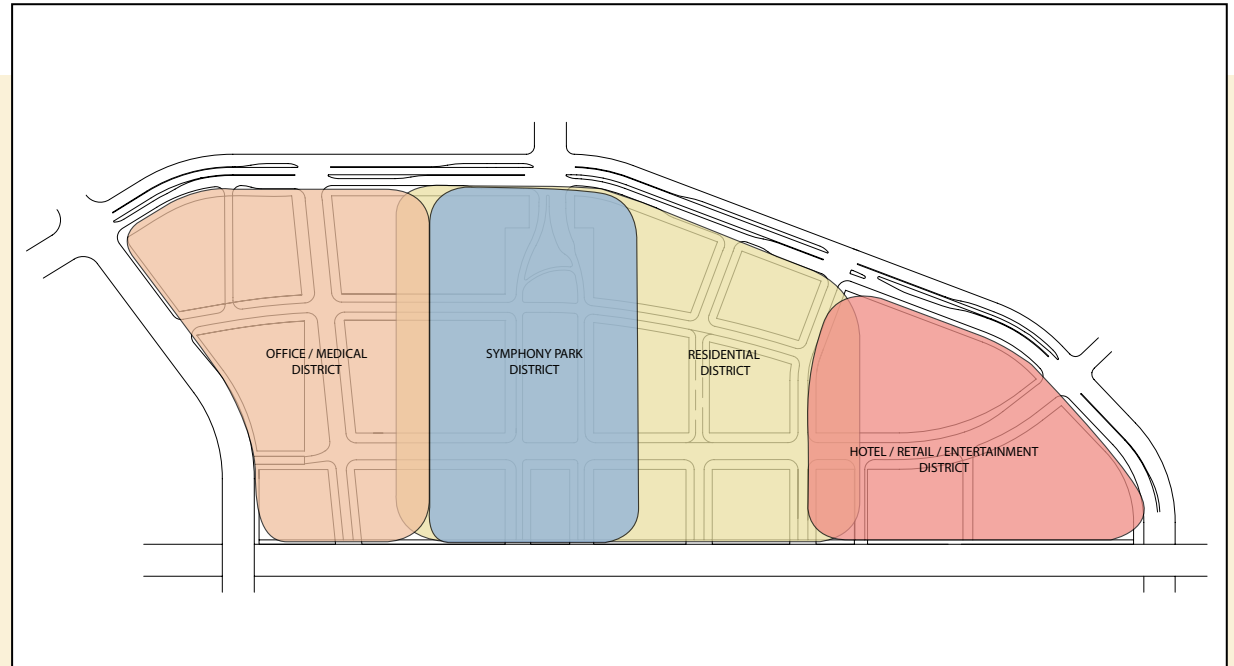 OFFICE / MEDICAL
DISTRICT
SYMPHONY PARK
DISTRICT
RESIDENTIAL
DISTRICT
HOTEL / RETAIL / ENTERTAINMENT
DISTRICT